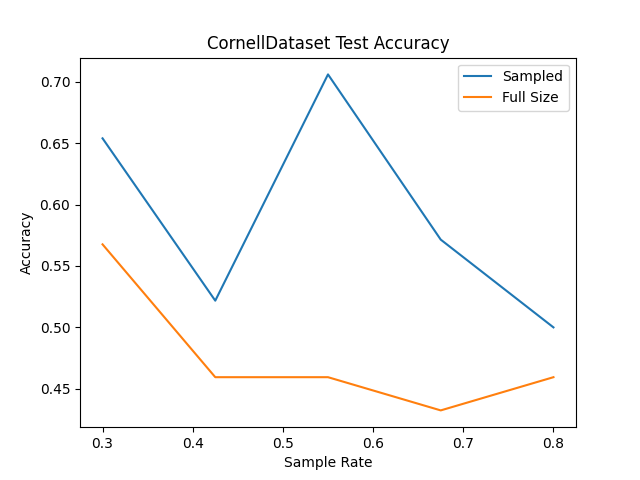 CornellDataset Test Accuracy
Sampled
Full Size
0.70
0.65
0.60
0.55
0.50
0.45
Accuracy
0.3 0.4 0.5 0.6 0.7 0.8
Sample Rate